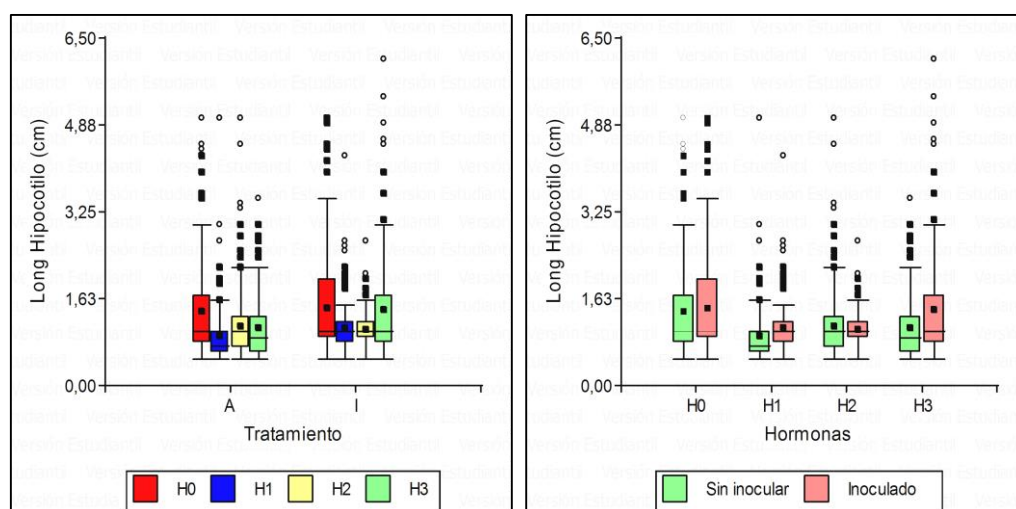 6,50
4,88
3,25
1,63
0,00
Long Hipocotilo (cm)
A I
Tratamiento
H0 H1 H2 H3
6,50
4,88
3,25
1,63
0,00
Long Hipocotilo (cm)
H0 H1 H2 H3
Hormonas
Sin inocular Inoculado
Versión Estudiantil